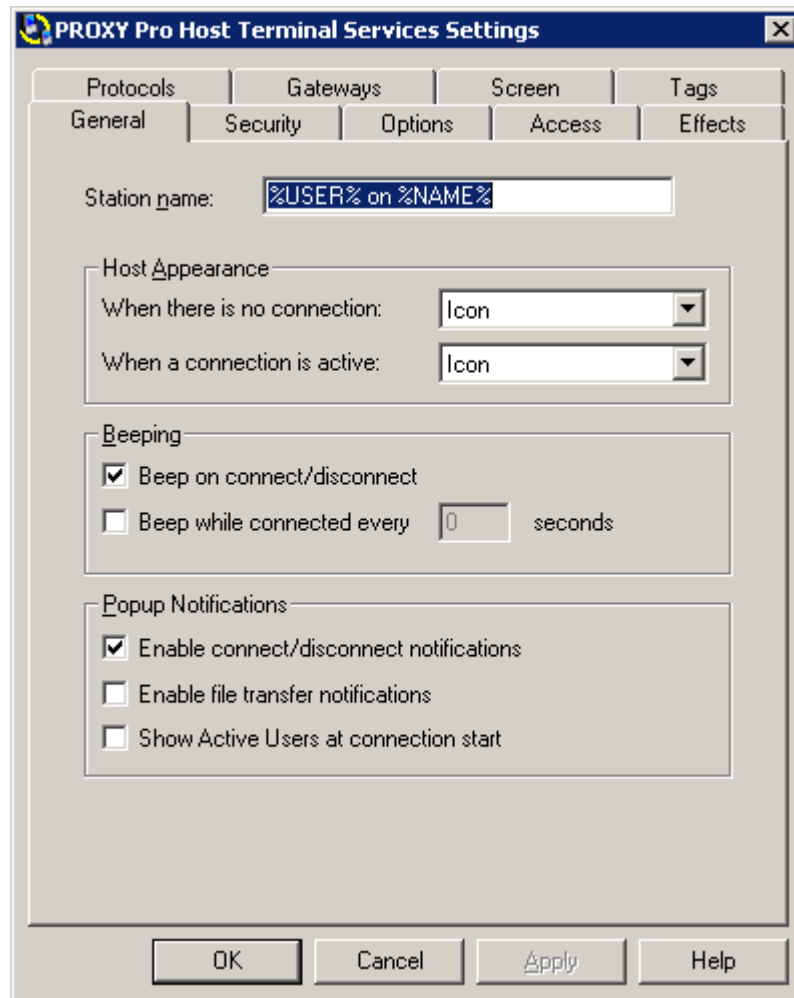 PROXY Pro Host Terminal Services Settings
Protocols Gateways Screen Tags
General Security Options Access Effects
Station name: %USER% on %NAME%
Host Appearance
When there is no connection: Icon
When a connection is active: Icon
Beeping
Beep on connect/disconnect
Beep while connected every 0 seconds
Popup Notifications
Enable connect/disconnect notifications
Enable file transfer notifications
Show Active Users at connection start
OK Cancel Apply Help